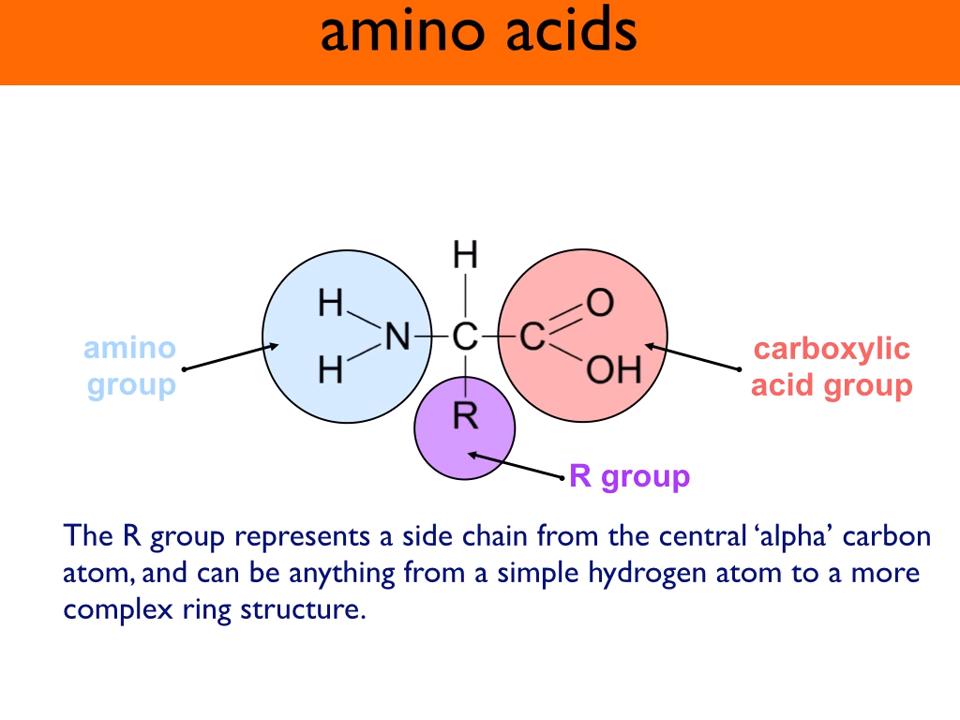 amino acids
H
H
O
H
N
C
C
OH
R
amino
group
carboxylic
acid group
R group
The R group represents a side chain from the central ‘alpha’ carbon
atom, and can be anything from a simple hydrogen atom to a more
complex ring structure.